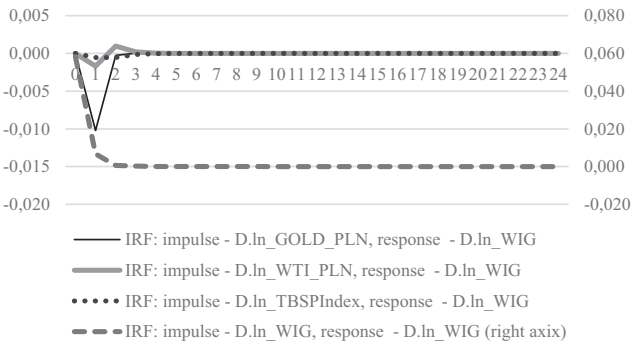 0,005 0,080
0,000 0,060
0 1 2 3 4 5 6 7 8 9 10 11 12 13 14 15 16 17 18 19 20 21 22 23 24
-0,005 0,040
-0,010 0,020
-0,015 0,000
-0,020 -0,020
IRF: impulse - D.ln_GOLD_PLN, response - D.ln_WIG
IRF: impulse - D.ln_WTI_PLN, response - D.ln_WIG
IRF: impulse - D.ln_TBSPIndex, response - D.ln_WIG
IRF: impulse - D.ln_WIG, response - D.ln_WIG (right axix)